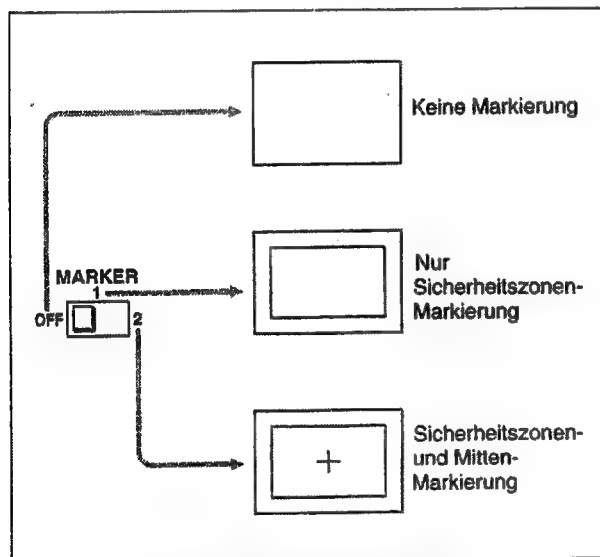 Keine Markierung
MARKER
1
OFF
2
Nur
Sicherheitszonen-
Markierung
Sicherheitszonen-
und Mitten-
Markierung